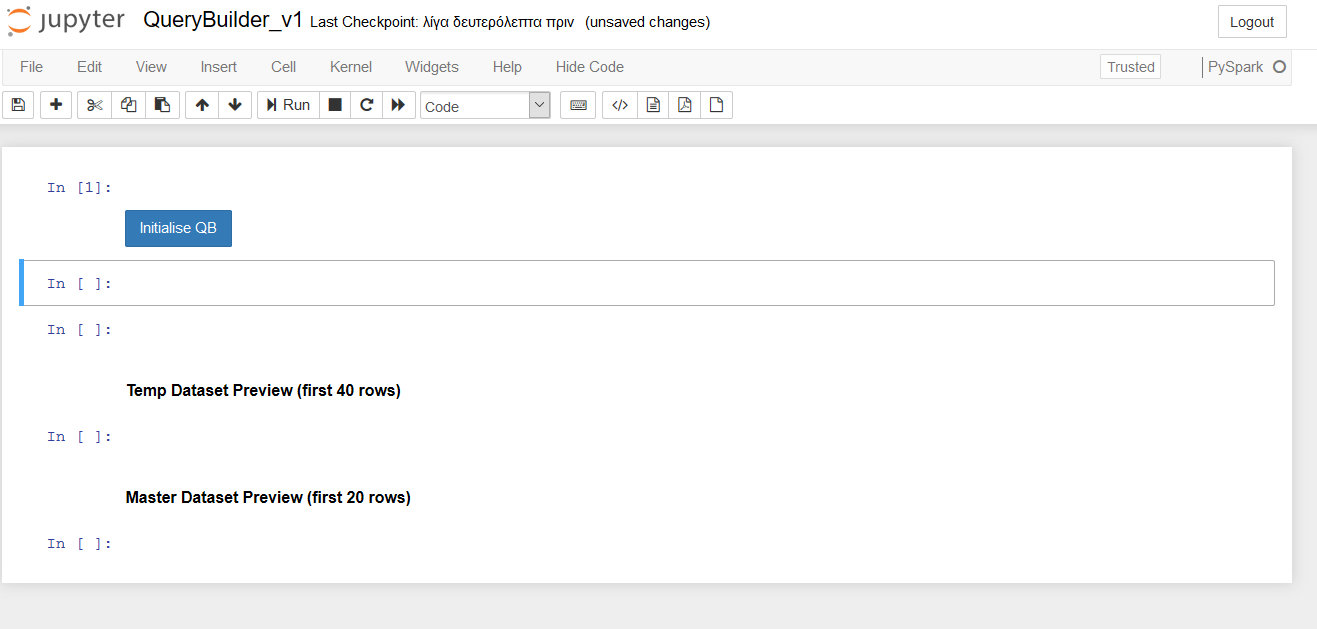 jupyter QueryBuilder_v1 Last Checkpoint: λίγα δευτερόλεπτα πριν (unsaved changes) Logout
File Edit View Insert Cell Kernel Widgets Help Hide Code Trusted PySpark
Run Code </>
In [1]:
Initialise QB
In [ ]:
In [ ]:
Temp Dataset Preview (first 40 rows)
In [ ]:
Master Dataset Preview (first 20 rows)
In [ ]: